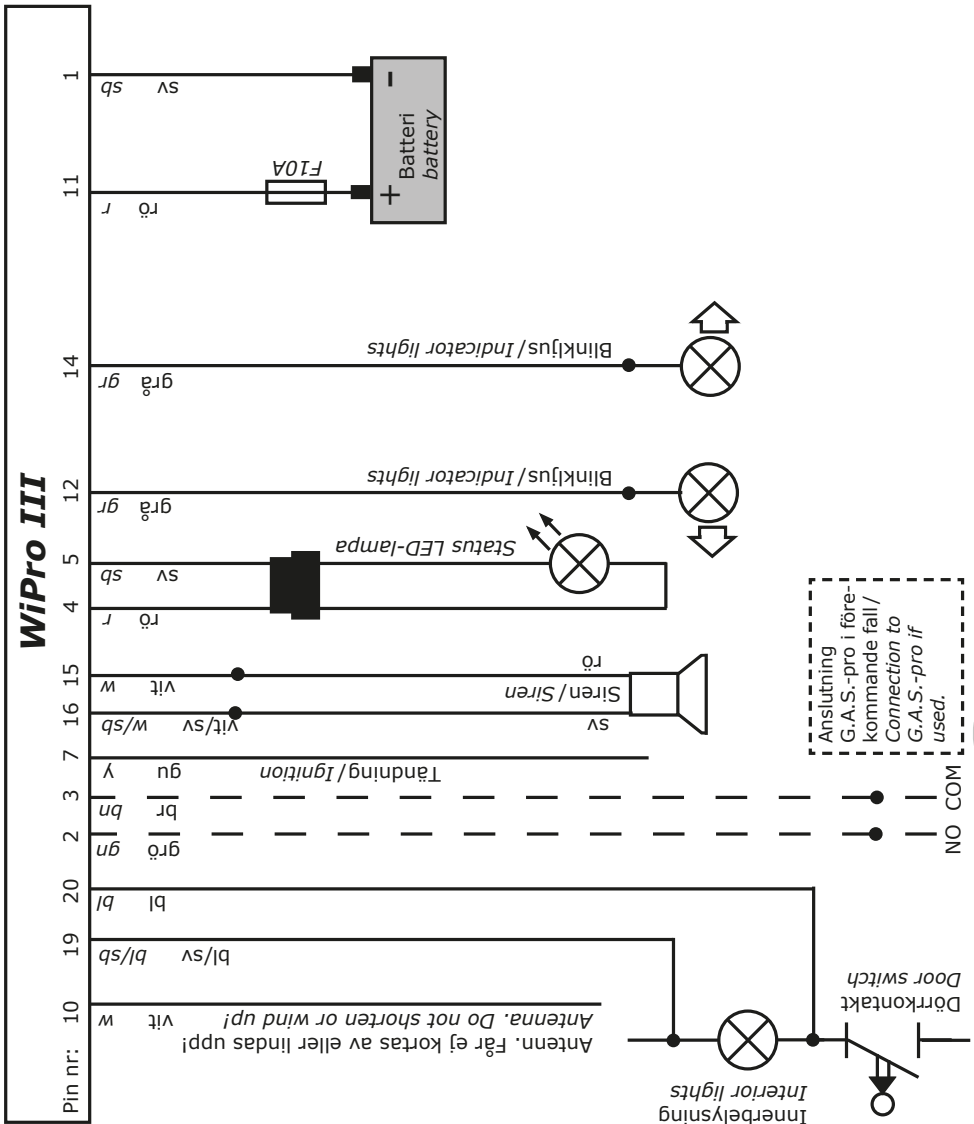 WiPro III
Pin nr:
1
sb sv
11
r rö
F10A
-
+
Batteri
battery
14
gr grå
Blinkljus/Indicator lights
12
gr grå
Blinkljus/Indicator lights
5
sb sv
4
r rö
Status LED-lampa
15
w vit
rö
Siren/Siren
16
w/sb vit/sv
sv
7
y gu
Tändning/Ignition
3
bn br
COM
2
gn grö
NO
Anslutning
G.A.S.-pro i före-
kommande fall/
Connection to
G.A.S.-pro if
used.
20
bl bl
19
bl/sb bl/sv
10
w vit
Antenn. Får ej kortas av eller lindas upp!
Antenna. Do not shorten or wind up!
Innerbelysning
Interior lights
Dörrkontakt
Door switch